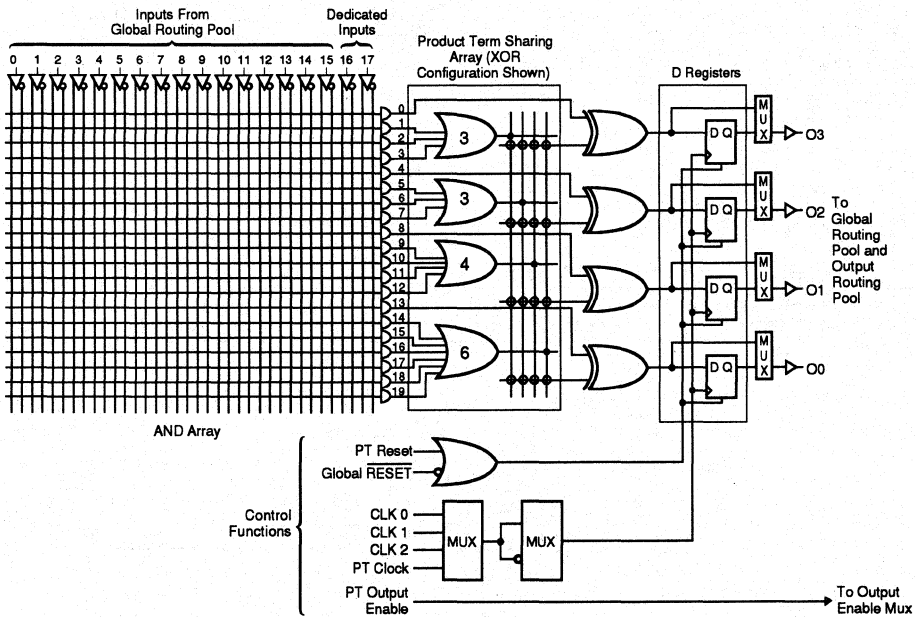 Inputs From
Global Routing Pool
Dedicated
Inputs
0 1 2 3 4 5 6 7 8 9 10 11 12 13 14 15 16 17
Product Term Sharing
Array (XOR
Configuration Shown)
D Registers
0
1
2
3
4
5
6
7
8
9
10
11
12
13
14
15
16
17
18
19
3
3
4
6
D Q
MUX
O3
D Q
MUX
O2
D Q
MUX
O1
D Q
MUX
O0
To
Global
Routing
Pool and
Output
Routing
Pool
AND Array
Control
Functions
PT Reset
Global RESET
CLK 0
CLK 1
CLK 2
PT Clock
MUX
MUX
PT Output
Enable
To Output
Enable Mux